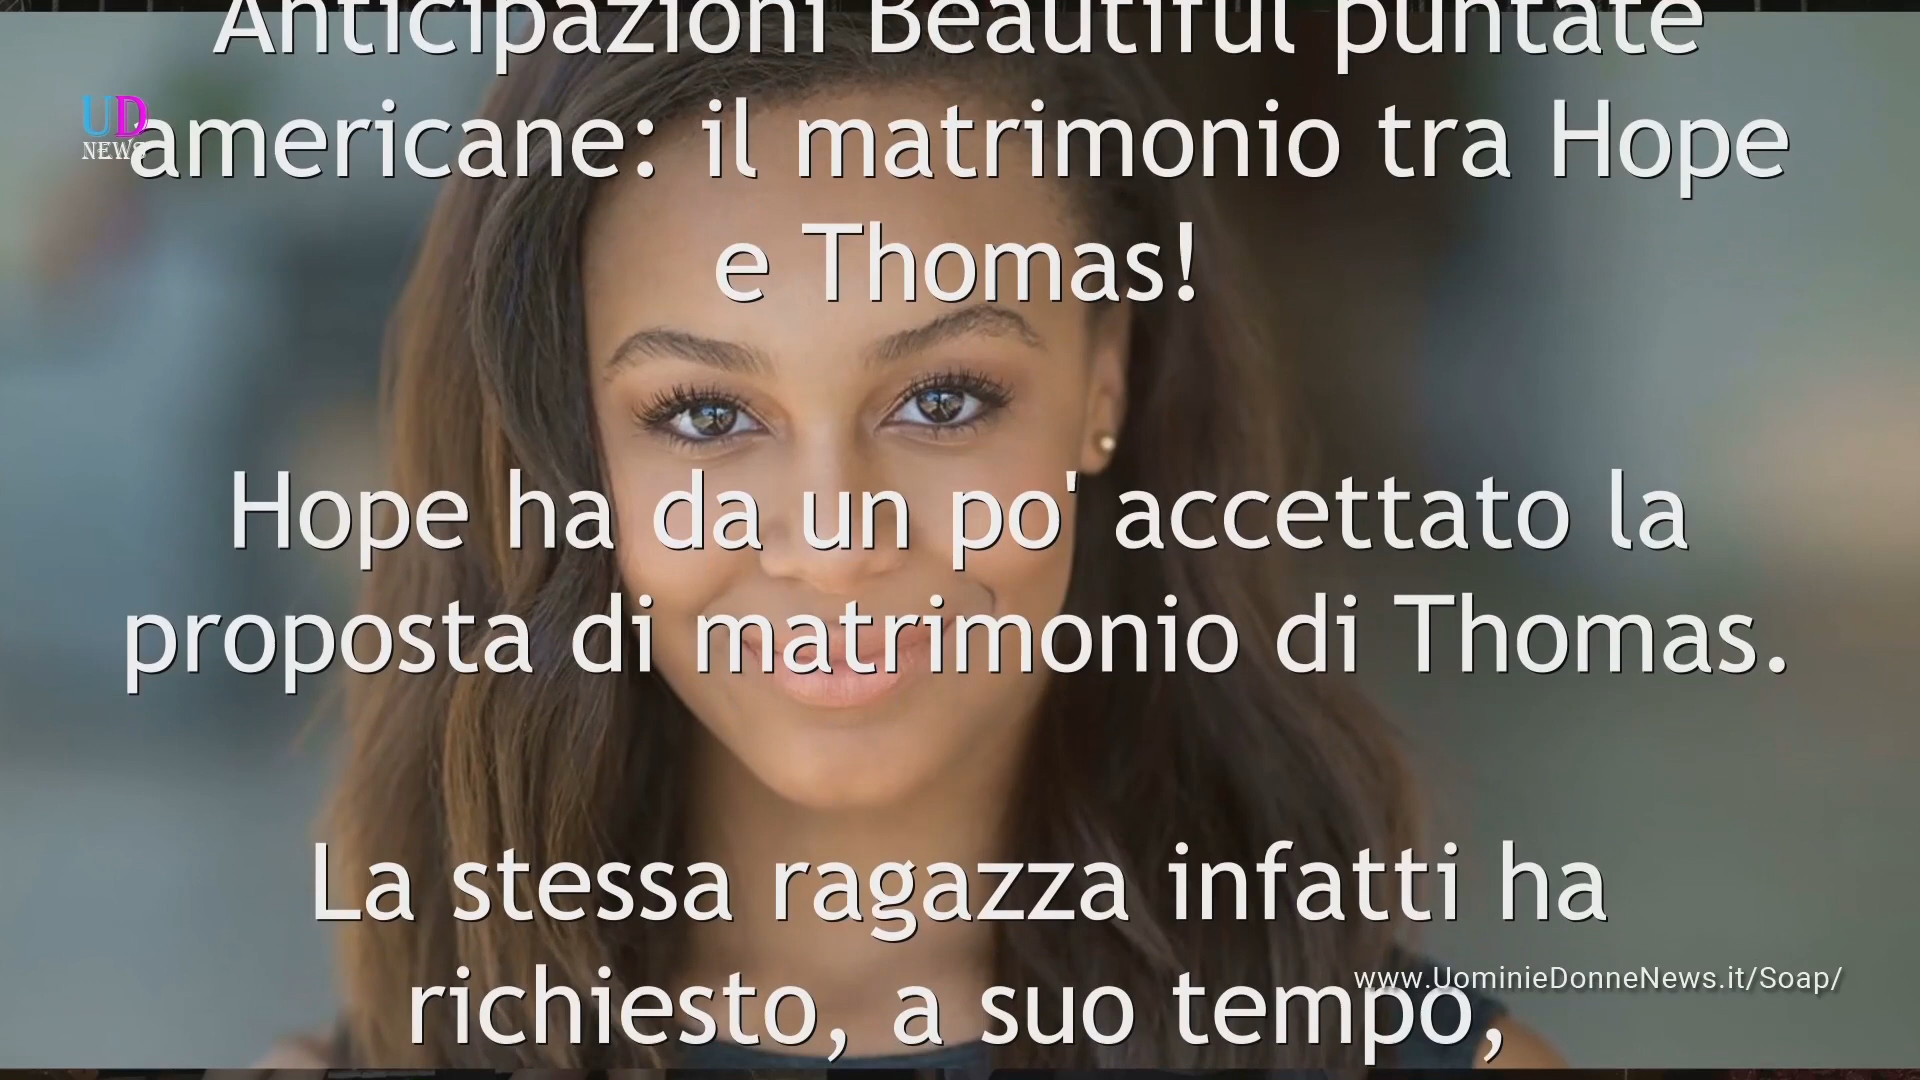 Anticipazioni Beautiful puntate
UD
NEWS
americane: il matrimonio tra Hope
e Thomas!
Hope ha da un po' accettato la
proposta di matrimonio di Thomas.
La stessa ragazza infatti ha
www.UominieDonneNews.it/Soap/
richiesto, a suo tempo,